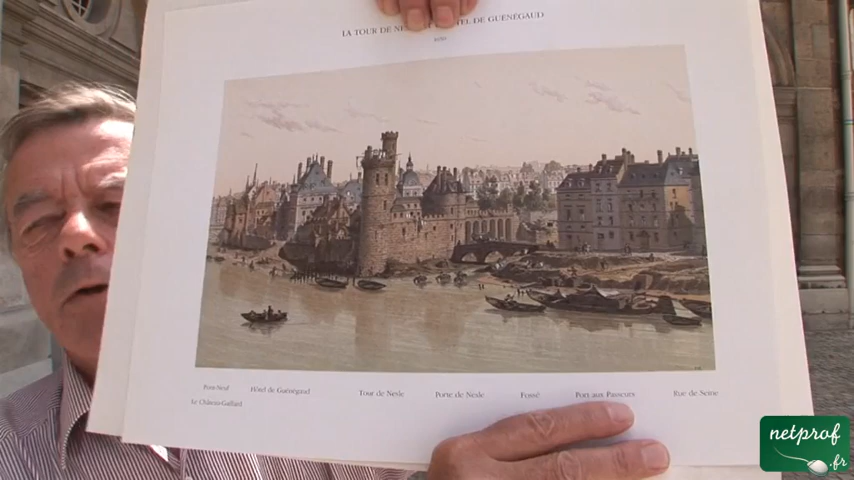 LA TOUR DE NE
TEL DE GUÉNÉGAUD
Pont-Neuf
Hôtel de Guénégaud
Tour de Nesle
Porte de Nesle
Fossé
Port aux Passeurs
Rue de Seine
Le Château-Gaillard
netprof
.fr